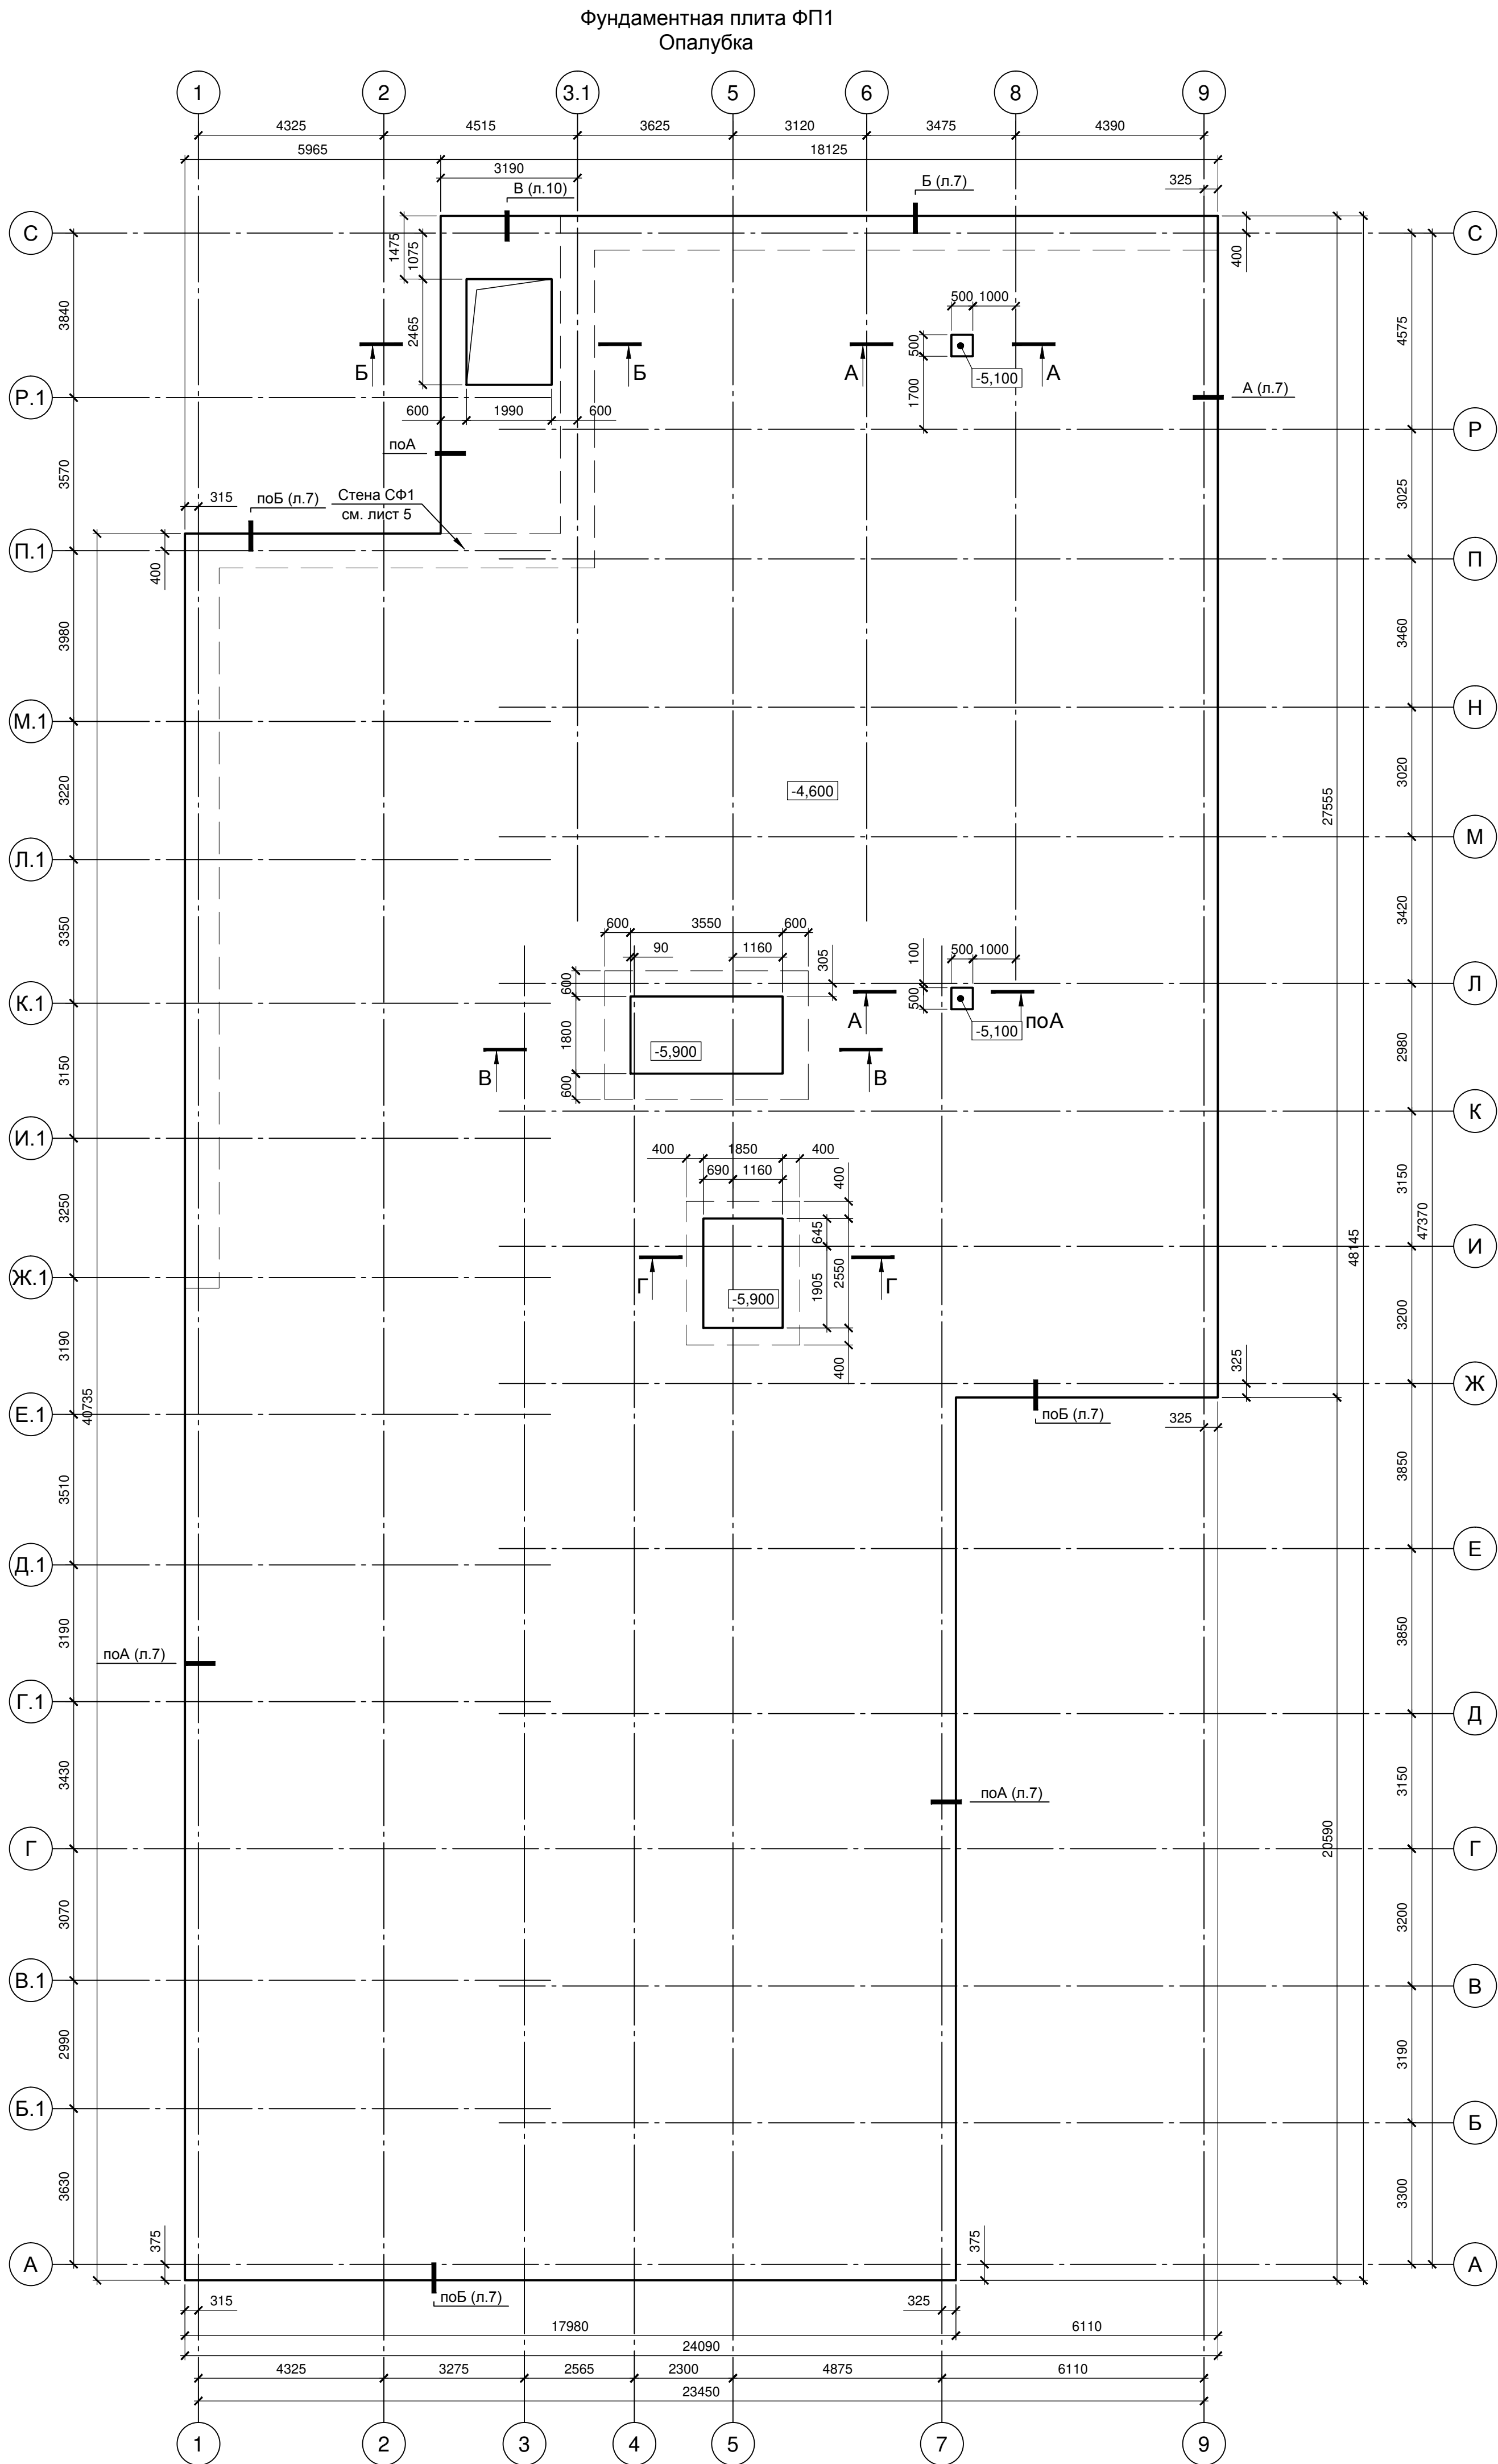 Фундаментная плита ФП1
Опалубка
1
2
3.1
5
6
8
9
4325
4515
3625
3120
3475
4390
5965
18125
3190
В (л.10)
Б (л.7)
325
С
С
1475
1075
400
3840
2465
500
1000
500
4575
Б
Б
А
А
-5,100
1700
А (л.7)
Р.1
600
1990
600
Р
поА
3570
3025
315
поБ (л.7)
Стена СФ1
см. лист 5
П.1
П
400
3980
3460
М.1
Н
3220
-4,600
27555
3020
М
Л.1
3350
3420
600
3550
600
90
1160
305
100
500
1000
Л
К.1
600
500
А
-5,100
поА
1800
-5,900
3150
2980
В
В
600
К
И.1
400
1850
400
690
1160
400
3150
3250
645
47370
48145
И
Г
Г
Ж.1
1905
2550
-5,900
3200
3190
400
325
Ж
40735
Е.1
поБ (л.7)
325
3510
3850
Е
Д.1
3190
3850
поА (л.7)
Г.1
Д
3430
поА (л.7)
3150
20590
Г
Г
3070
3200
В.1
В
2990
3190
Б.1
Б
3630
3300
375
375
А
А
поБ (л.7)
315
325
17980
6110
24090
4325
3275
2565
2300
4875
6110
23450
1
2
3
4
5
7
9